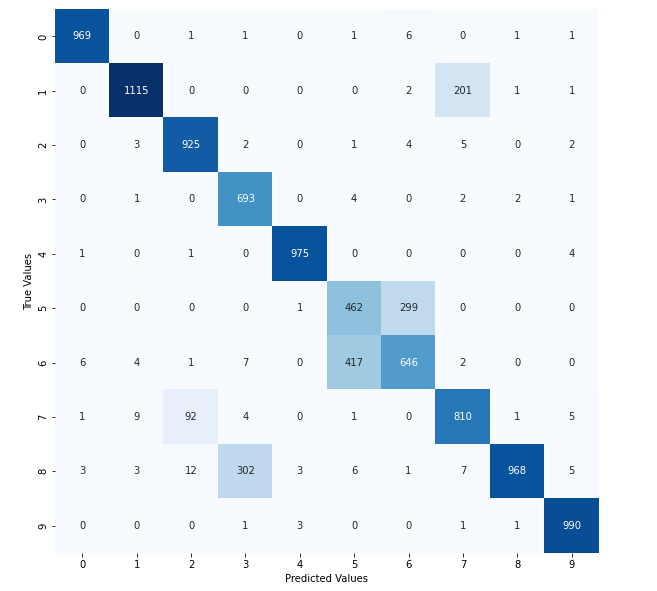 0 969 0 1 1 0 1 6 0 1 1
1 0 1115 0 0 0 0 2 201 1 1
2 0 3 925 2 0 1 4 5 0 2
3 0 1 0 693 0 4 0 2 2 1
4 1 0 1 0 975 0 0 0 0 4
True Values
5 0 0 0 0 1 462 299 0 0 0
6 6 4 1 7 0 417 646 2 0 0
7 1 9 92 4 0 1 0 810 1 5
8 3 3 12 302 3 6 1 7 968 5
9 0 0 0 1 3 0 0 1 1 990
0 1 2 3 4 5 6 7 8 9
Predicted Values